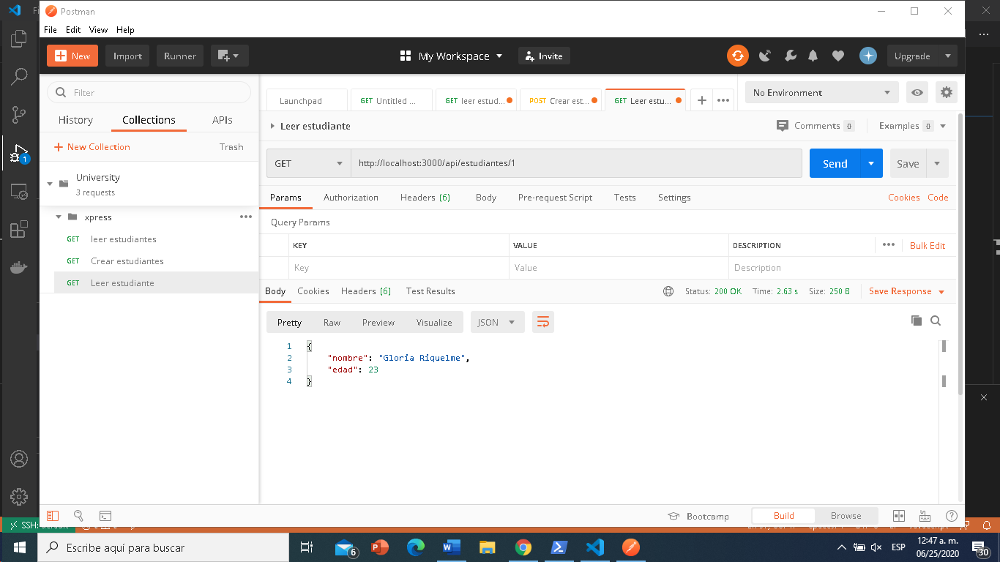 Postman
File Edit View Help
New Import Runner My Workspace Invite Upgrade
Filter
History Collections APIs
New Collection Trash
University
3 requests
xpress
GET leer estudiantes
GET Crear estudiantes
GET Leer estudiante
Launchpad GET Untitled ... GET leer estud... POST Crear est... GET Leer estu... No Environment
Leer estudiante Comments 0 Examples 0
GET http://localhost:3000/api/estudiantes/1 Send Save
Params Authorization Headers (6) Body Pre-request Script Tests Settings Cookies Code
Query Params
KEY VALUE DESCRIPTION Bulk Edit
Key Value Description
Body Cookies Headers (6) Test Results Status: 200 OK Time: 2.63 s Size: 250 B Save Response
Pretty Raw Preview Visualize JSON
1 {
2 "nombre": "Gloria Riquelme",
3 "edad": 23
4 }
1
Bootcamp Build Browse
SSH: default
Escribe aquí para buscar
6
ESP
12:47 a. m.
06/25/2020
30